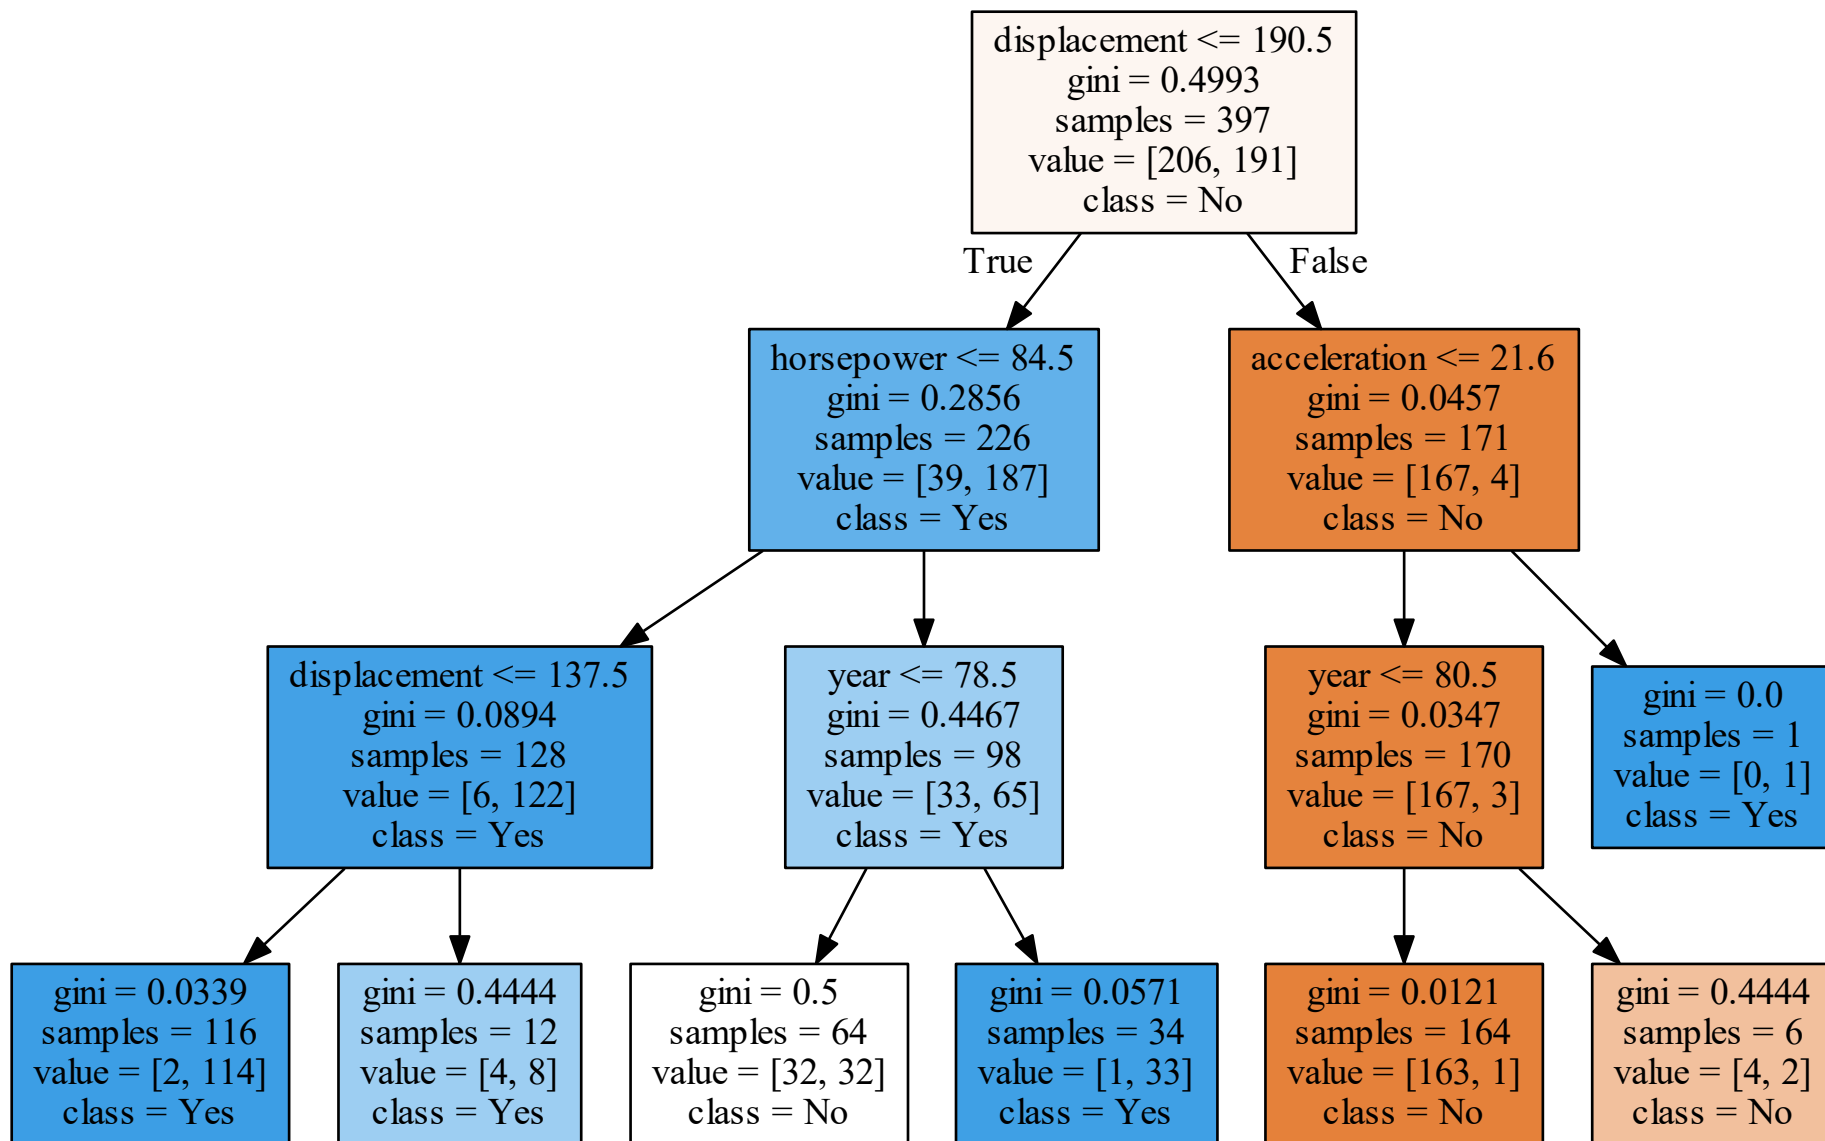 displacement <= 190.5
gini = 0.4993
samples = 397
value = [206, 191]
class = No
True
False
horsepower <= 84.5
gini = 0.2856
samples = 226
value = [39, 187]
class = Yes
acceleration <= 21.6
gini = 0.0457
samples = 171
value = [167, 4]
class = No
displacement <= 137.5
gini = 0.0894
samples = 128
value = [6, 122]
class = Yes
year <= 78.5
gini = 0.4467
samples = 98
value = [33, 65]
class = Yes
year <= 80.5
gini = 0.0347
samples = 170
value = [167, 3]
class = No
gini = 0.0
samples = 1
value = [0, 1]
class = Yes
gini = 0.0339
samples = 116
value = [2, 114]
class = Yes
gini = 0.4444
samples = 12
value = [4, 8]
class = Yes
gini = 0.5
samples = 64
value = [32, 32]
class = No
gini = 0.0571
samples = 34
value = [1, 33]
class = Yes
gini = 0.0121
samples = 164
value = [163, 1]
class = No
gini = 0.4444
samples = 6
value = [4, 2]
class = No